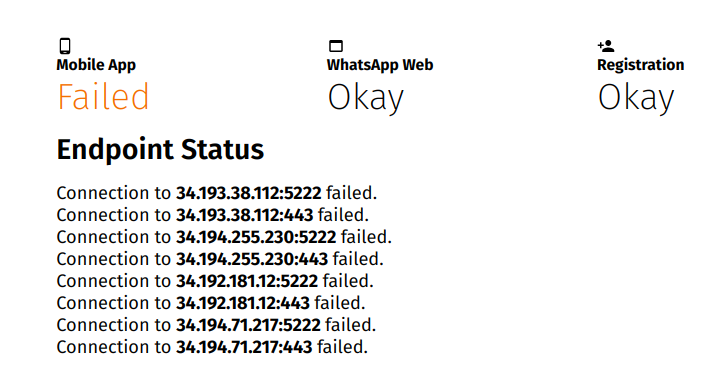 Mobile App
Failed
WhatsApp Web
Okay
Registration
Okay
Endpoint Status
Connection to 34.193.38.112:5222 failed.
Connection to 34.193.38.112:443 failed.
Connection to 34.194.255.230:5222 failed.
Connection to 34.194.255.230:443 failed.
Connection to 34.192.181.12:5222 failed.
Connection to 34.192.181.12:443 failed.
Connection to 34.194.71.217:5222 failed.
Connection to 34.194.71.217:443 failed.